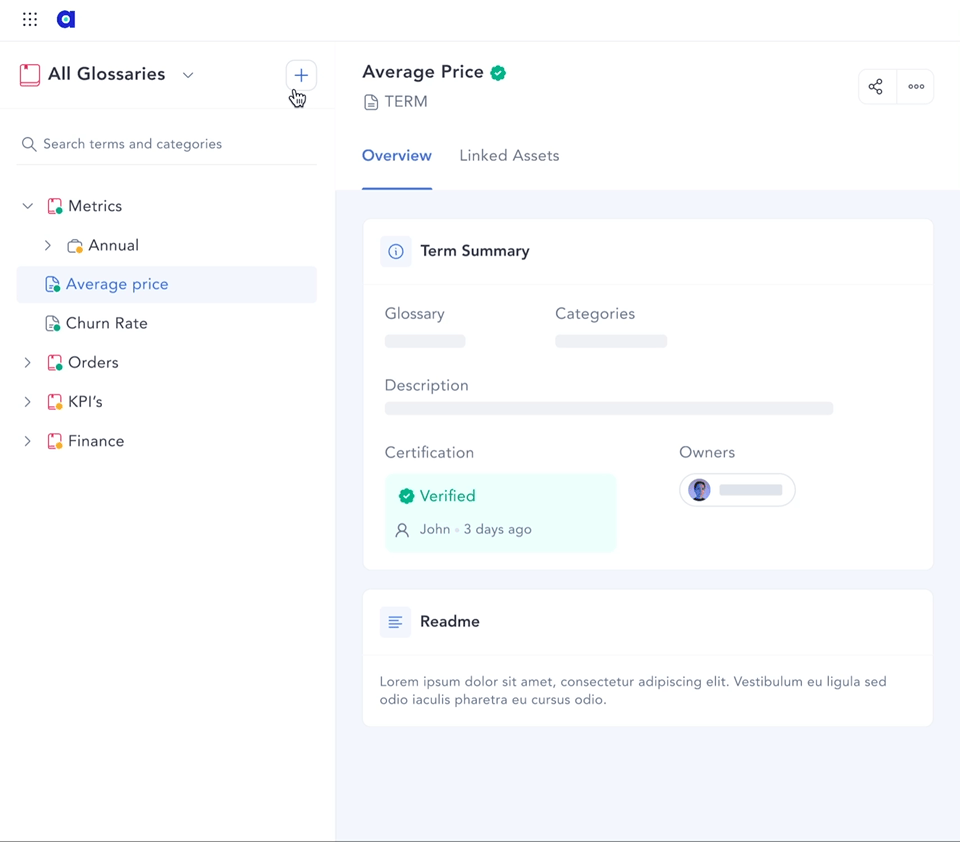 All Glossaries
Search terms and categories
Metrics
Annual
Average price
Churn Rate
Orders
KPI's
Finance
Average Price
TERM
Overview Linked Assets
Term Summary
Glossary Categories
Description
Certification Owners
Verified
John • 3 days ago
Readme
Lorem ipsum dolor sit amet, consectetur adipiscing elit. Vestibulum eu ligula sed
odio iaculis pharetra eu cursus odio.